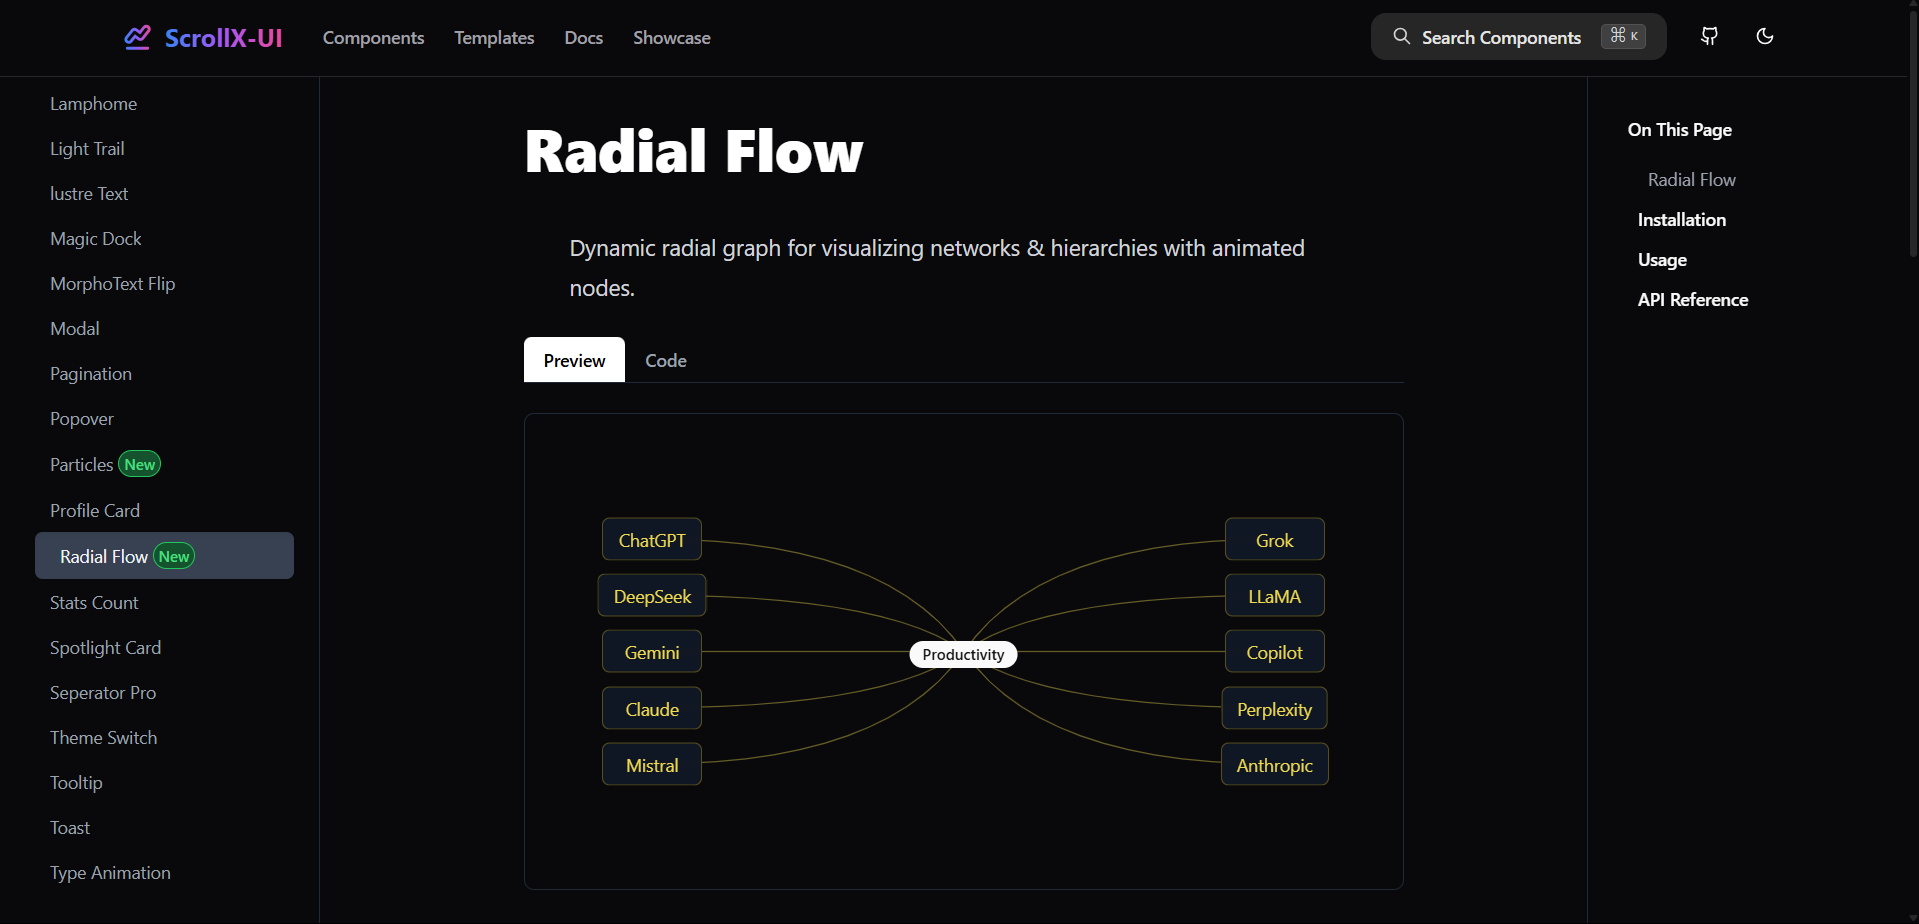 ScrollX-UI
Components
Templates
Docs
Showcase
Search Components
⌘ K
Lamphome
Light Trail
lustre Text
Magic Dock
MorphoText Flip
Modal
Pagination
Popover
Particles New
Profile Card
Radial Flow New
Stats Count
Spotlight Card
Seperator Pro
Theme Switch
Tooltip
Toast
Type Animation
Radial Flow
Dynamic radial graph for visualizing networks & hierarchies with animated
nodes.
Preview
Code
ChatGPT
DeepSeek
Gemini
Claude
Mistral
Productivity
Grok
LLaMA
Copilot
Perplexity
Anthropic
On This Page
Radial Flow
Installation
Usage
API Reference